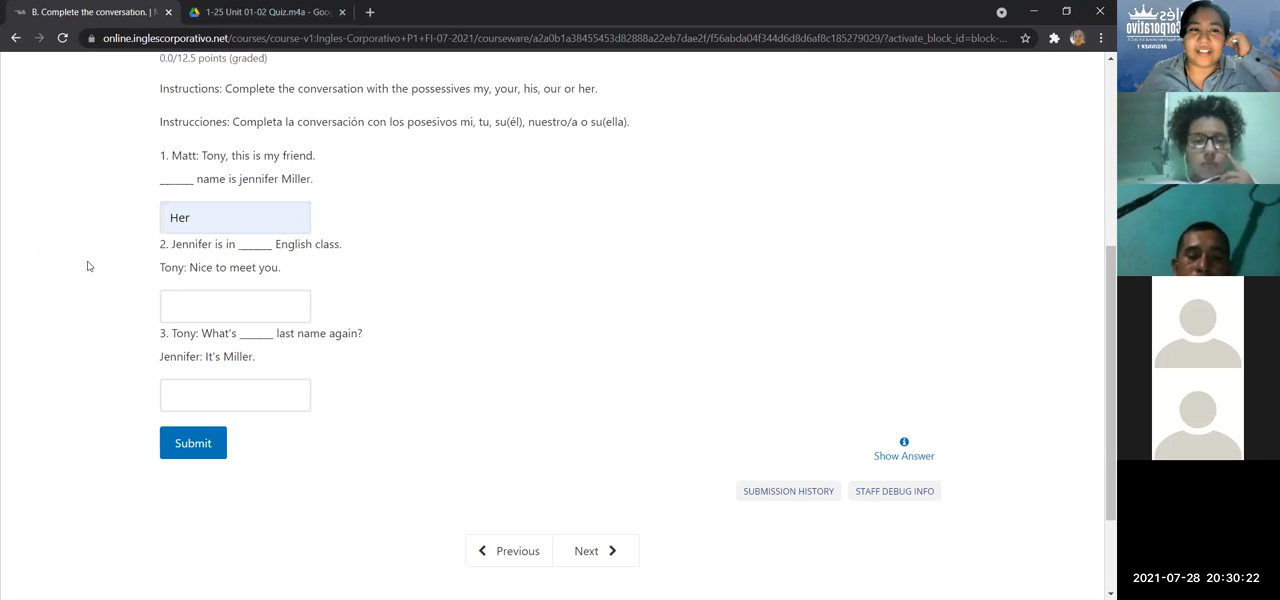 B. Complete the conversation. |
1-25 Unit 01-02 Quiz.m4a - Goo
online.inglescorporativo.net/courses/course-v1:Ingles-Corporativo+P1+FI-07-2021/courseware/a2a0b1a38455453d82888a22eb7dae2f/f56abda04f344d6d8d6af8c185279029/?activate_block_id=block-...
0.0/12.5 points (graded)
Instructions: Complete the conversation with the possessives my, your, his, our or her.
Instrucciones: Completa la conversación con los posesivos mi, tu, su(él), nuestro/a o su(ella).
1. Matt: Tony, this is my friend.
______ name is jennifer Miller.
Her
2. Jennifer is in ______ English class.
Tony: Nice to meet you.
3. Tony: What's ______ last name again?
Jennifer: It's Miller.
Submit
Show Answer
SUBMISSION HISTORY
STAFF DEBUG INFO
Previous
Next
2021-07-28 20:30:22